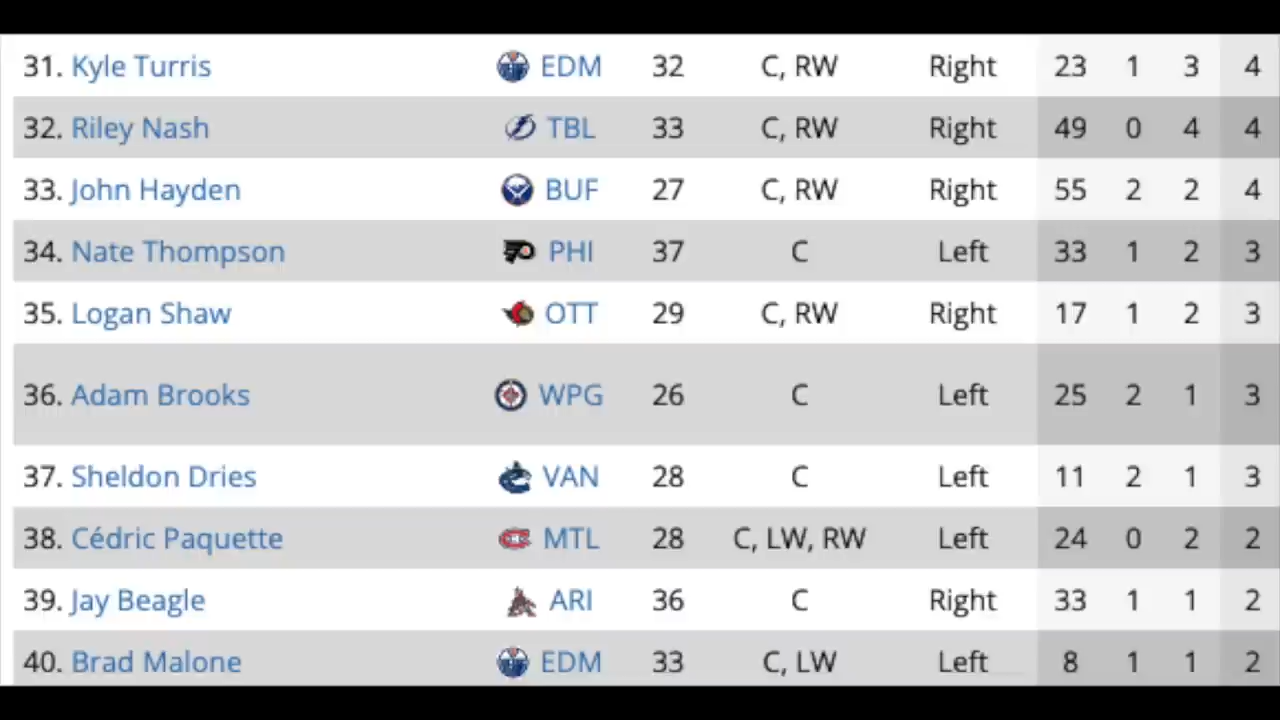 31. Kyle Turris EDM 32 C, RW Right 23 1 3 4
32. Riley Nash TBL 33 C, RW Right 49 0 4 4
33. John Hayden BUF 27 C, RW Right 55 2 2 4
34. Nate Thompson PHI 37 C Left 33 1 2 3
35. Logan Shaw OTT 29 C, RW Right 17 1 2 3
36. Adam Brooks WPG 26 C Left 25 2 1 3
37. Sheldon Dries VAN 28 C Left 11 2 1 3
38. Cédric Paquette MTL 28 C, LW, RW Left 24 0 2 2
39. Jay Beagle ARI 36 C Right 33 1 1 2
40. Brad Malone EDM 33 C, LW Left 8 1 1 2